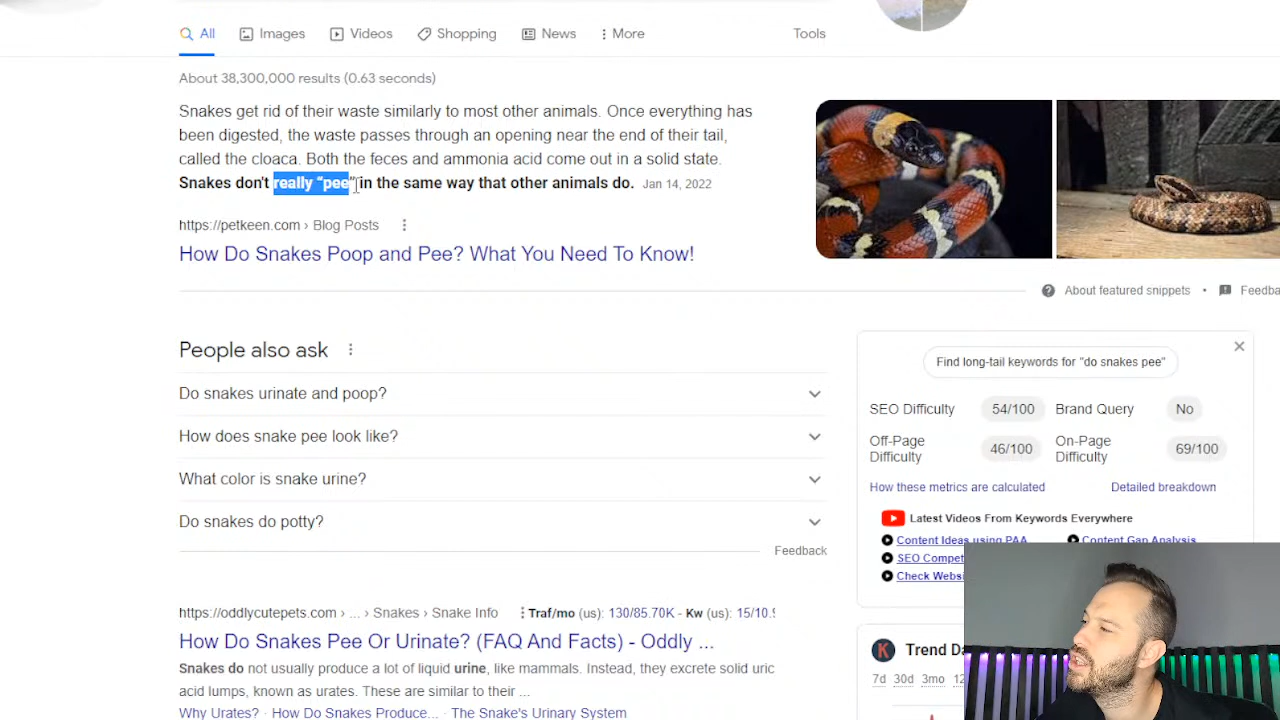 All
Images
Videos
Shopping
News
More
Tools
About 38,300,000 results (0.63 seconds)
Snakes get rid of their waste similarly to most other animals. Once everything has
been digested, the waste passes through an opening near the end of their tail,
called the cloaca. Both the feces and ammonia acid come out in a solid state.
Snakes don't really “pee” in the same way that other animals do. Jan 14, 2022
https://petkeen.com › Blog Posts
How Do Snakes Poop and Pee? What You Need To Know!
About featured snippets • Feedba
People also ask
Do snakes urinate and poop?
How does snake pee look like?
What color is snake urine?
Do snakes do potty?
Feedback
https://oddlycutepets.com › ... › Snakes › Snake Info Traf/mo (us): 130/85.70K - Kw (us): 15/10.9
How Do Snakes Pee Or Urinate? (FAQ And Facts) - Oddly ...
Snakes do not usually produce a lot of liquid urine, like mammals. Instead, they excrete solid uric
acid lumps, known as urates. These are similar to their ...
Why Urates? · How Do Snakes Produce... · The Snake's Urinary System
Find long-tail keywords for "do snakes pee"
SEO Difficulty 54/100 Brand Query No
Off-Page Difficulty 46/100 On-Page Difficulty 69/100
How these metrics are calculated Detailed breakdown
Latest Videos From Keywords Everywhere
Content Ideas using PAA Content Gap Analysis
SEO Compet
Check Websi
K Trend Da
7d 30d 3mo 12